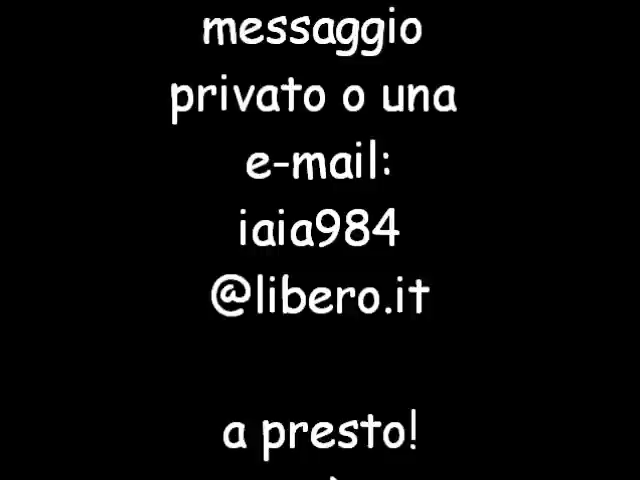 messaggio
privato o una
e-mail:
iaia984
@libero.it
a presto!